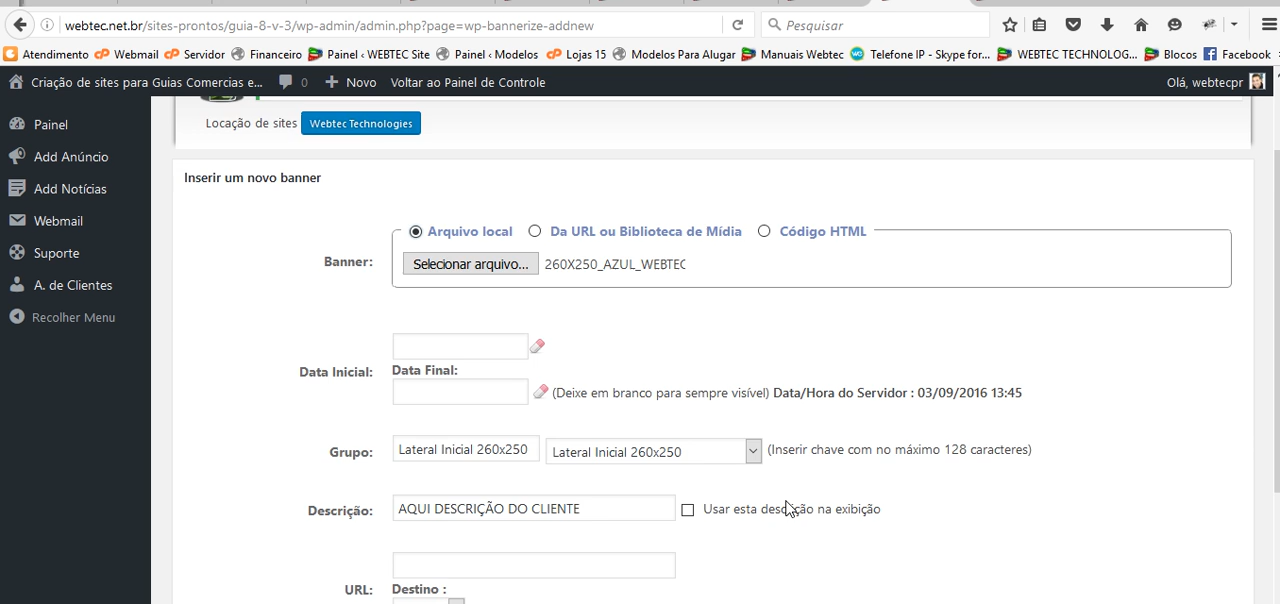 webtec.net.br/sites-prontos/guia-8-v-3/wp-admin/admin.php?page=wp-bannerize-addnew
Pesquisar
Atendimento Webmail Servidor Financeiro Painel ‹ WEBTEC Site Painel ‹ Modelos Lojas 15 Modelos Para Alugar Manuais Webtec Telefone IP - Skype for... WEBTEC TECHNOLOG... Blocos Facebook
Criação de sites para Guias Comercias e... 0 Novo Voltar ao Painel de Controle Olá, webtecpr
Painel
Add Anúncio
Add Notícias
Webmail
Suporte
A. de Clientes
Recolher Menu
Locação de sites Webtec Technologies
Inserir um novo banner
Arquivo local Da URL ou Biblioteca de Mídia Código HTML
Banner: Selecionar arquivo... 260X250_AZUL_WEBTEC
Data Inicial:
Data Final:
(Deixe em branco para sempre visível) Data/Hora do Servidor : 03/09/2016 13:45
Grupo: Lateral Inicial 260x250 Lateral Inicial 260x250 (Inserir chave com no máximo 128 caracteres)
Descrição: AQUI DESCRIÇÃO DO CLIENTE Usar esta descrição na exibição
URL: Destino :